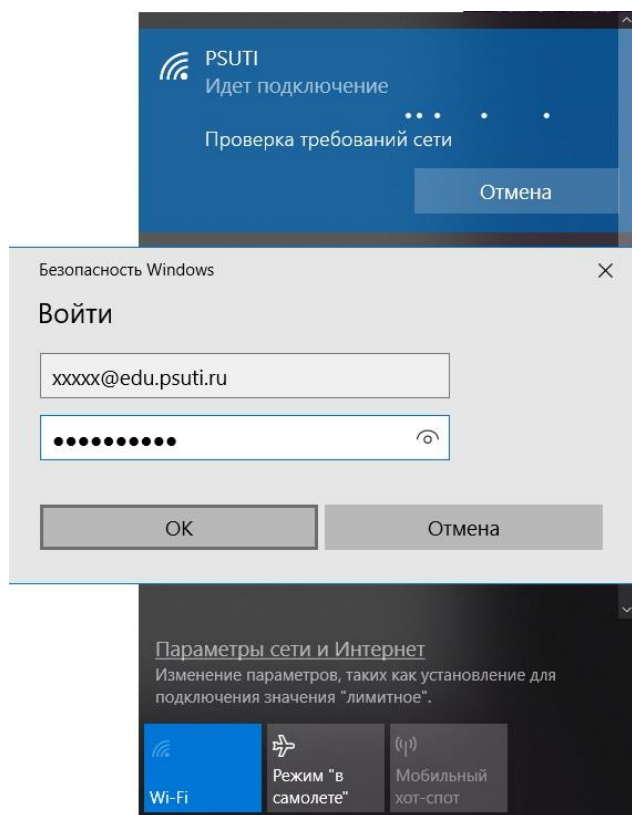 PSUTI
Идет подключение
Проверка требований сети
Отмена
Безопасность Windows
Войти
xxxxx@edu.psuti.ru
●●●●●●●●●●
ОК
Отмена
Параметры сети и Интернет
Изменение параметров, таких как установление для
подключения значения "лимитное".
Wi-Fi
Режим "в
самолете"
Мобильный
хот-спот